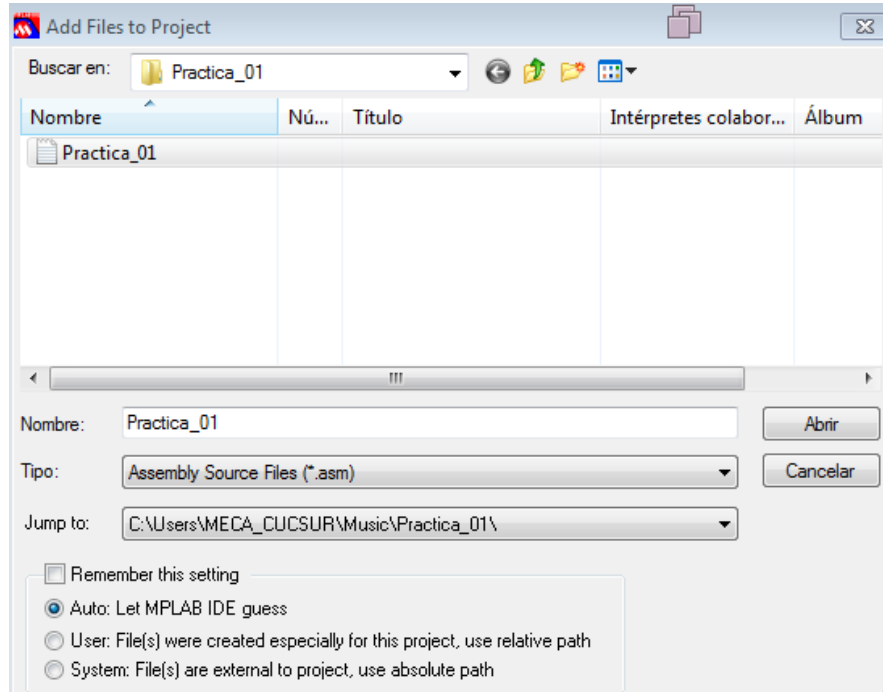 Add Files to Project
Buscar en: Practica_01
Nombre Nú... Título Intérpretes colabor... Álbum
Practica_01
Nombre: Practica_01 Abrir
Tipo: Assembly Source Files (*.asm) Cancelar
Jump to: C:\Users\MECA_CUCSUR\Music\Practica_01\
Remember this setting
Auto: Let MPLAB IDE guess
User: File(s) were created especially for this project, use relative path
System: File(s) are external to project, use absolute path